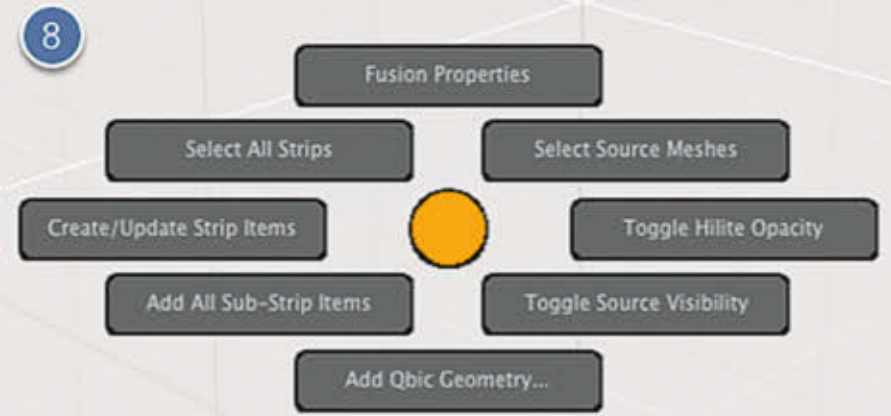 8
Fusion Properties
Select All Strips
Select Source Meshes
Create/Update Strip Items
Toggle Hilite Opacity
Add All Sub-Strip Items
Toggle Source Visibility
Add Qbic Geometry...